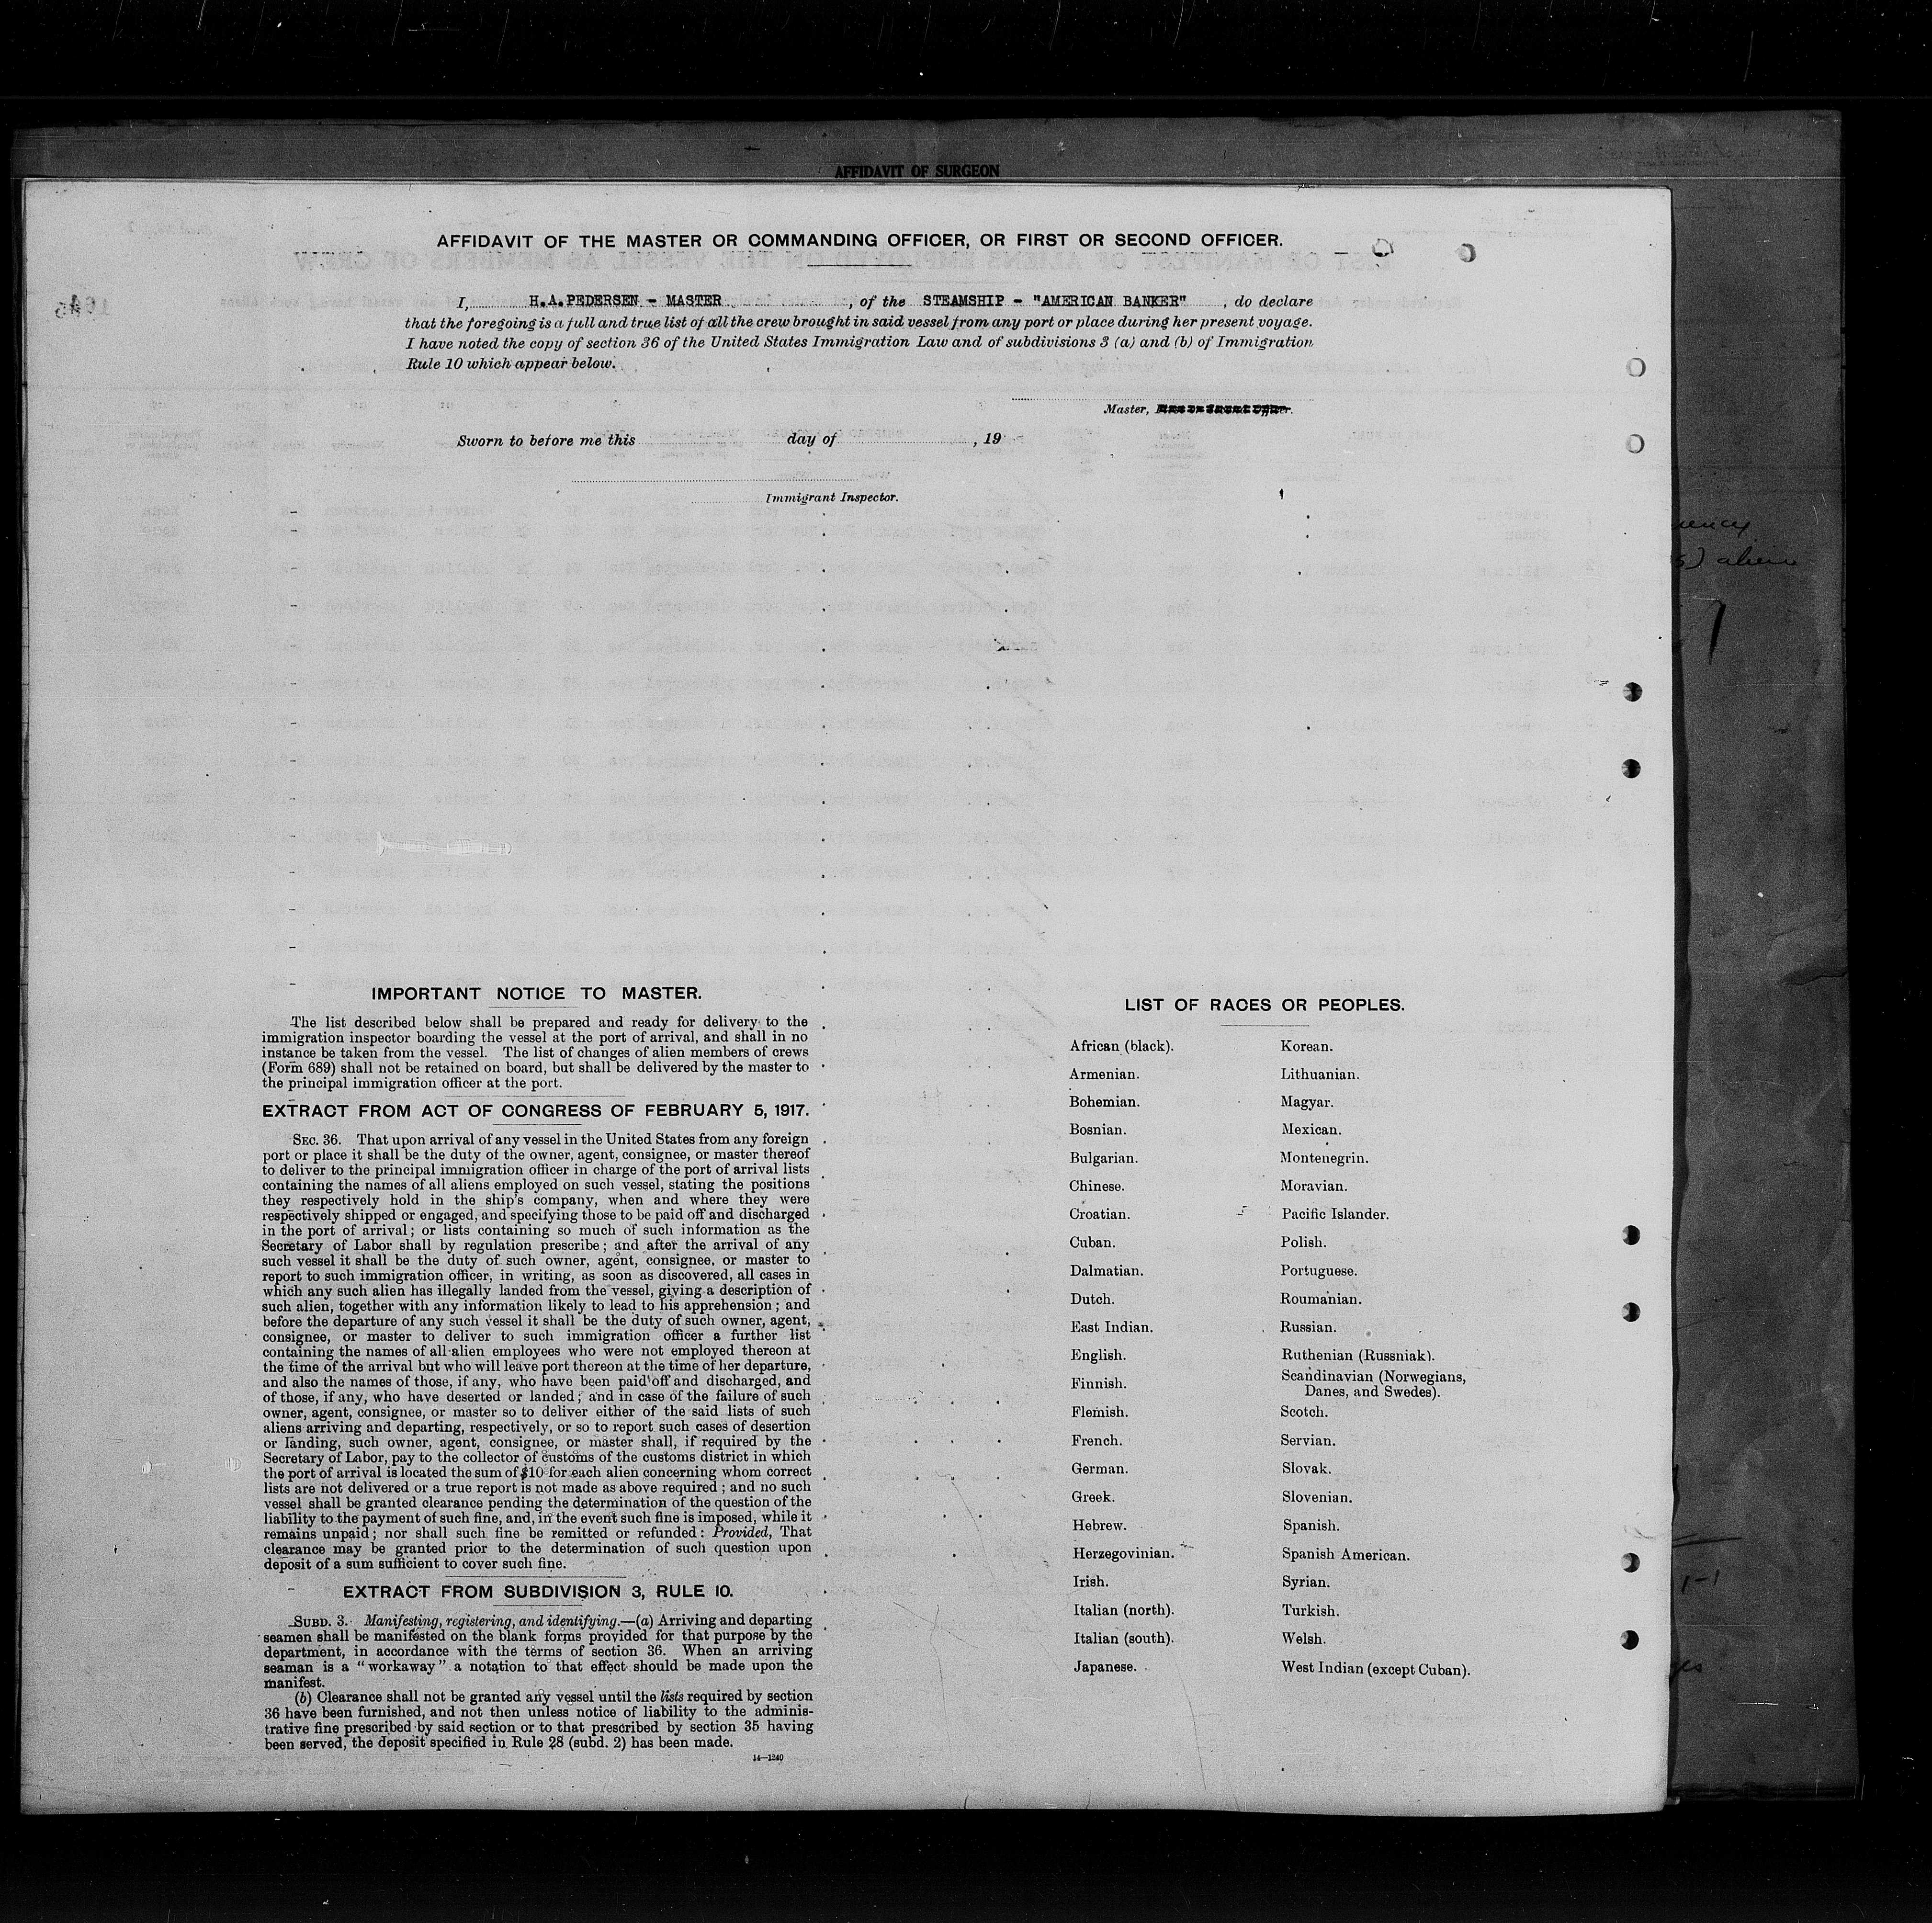 AFFIDAVIT OF SURGEON
AFFIDAVIT OF THE MASTER OR COMMANDING OFFICER, OR FIRST OR SECOND OFFICER.
I, H.A.PEDERSEN - MASTER, of the STEAMSHIP - "AMERICAN BANKER", do declare
that the foregoing is a full and true list of all the crew brought in said vessel from any port or place during her present voyage.
I have noted the copy of section 36 of the United States Immigration Law and of subdivisions 3 (a) and (b) of Immigration
Rule 10 which appear below.
Master,
Sworn to before me this day of , 19
Immigrant Inspector.
IMPORTANT NOTICE TO MASTER.
The list described below shall be prepared and ready for delivery to the
immigration inspector boarding the vessel at the port of arrival, and shall in no
instance be taken from the vessel. The list of changes of alien members of crews
(Form 689) shall not be retained on board, but shall be delivered by the master to
the principal immigration officer at the port.
EXTRACT FROM ACT OF CONGRESS OF FEBRUARY 5, 1917.
SEC. 36. That upon arrival of any vessel in the United States from any foreign
port or place it shall be the duty of the owner, agent, consignee, or master thereof
to deliver to the principal immigration officer in charge of the port of arrival lists
containing the names of all aliens employed on such vessel, stating the positions
they respectively hold in the ship's company, when and where they were
respectively shipped or engaged, and specifying those to be paid off and discharged
in the port of arrival; or lists containing so much of such information as the
Secretary of Labor shall by regulation prescribe; and after the arrival of any
such vessel it shall be the duty of such owner, agent, consignee, or master to
report to such immigration officer, in writing, as soon as discovered, all cases in
which any such alien has illegally landed from the vessel, giving a description of
such alien, together with any information likely to lead to his apprehension; and
before the departure of any such vessel it shall be the duty of such owner, agent,
consignee, or master to deliver to such immigration officer a further list
containing the names of all alien employees who were not employed thereon at
the time of the arrival but who will leave port thereon at the time of her departure,
and also the names of those, if any, who have been paid off and discharged, and
of those, if any, who have deserted or landed; and in case of the failure of such
owner, agent, consignee, or master so to deliver either of the said lists of such
aliens arriving and departing, respectively, or so to report such cases of desertion
or landing, such owner, agent, consignee, or master shall, if required by the
Secretary of Labor, pay to the collector of customs of the customs district in which
the port of arrival is located the sum of $10 for each alien concerning whom correct
lists are not delivered or a true report is not made as above required; and no such
vessel shall be granted clearance pending the determination of the question of the
liability to the payment of such fine, and, in the event such fine is imposed, while it
remains unpaid; nor shall such fine be remitted or refunded: Provided, That
clearance may be granted prior to the determination of such question upon
deposit of a sum sufficient to cover such fine.
EXTRACT FROM SUBDIVISION 3, RULE 10.
SUBD. 3. Manifesting, registering, and identifying.—(a) Arriving and departing
seamen shall be manifested on the blank forms provided for that purpose by the
department, in accordance with the terms of section 36. When an arriving
seaman is a "workaway" a notation to that effect should be made upon the
manifest.
(b) Clearance shall not be granted any vessel until the lists required by section
36 have been furnished, and not then unless notice of liability to the adminis-
trative fine prescribed by said section or to that prescribed by section 35 having
been served, the deposit specified in Rule 28 (subd. 2) has been made.
14—1240
LIST OF RACES OR PEOPLES.
African (black).
Armenian.
Bohemian.
Bosnian.
Bulgarian.
Chinese.
Croatian.
Cuban.
Dalmatian.
Dutch.
East Indian.
English.
Finnish.
Flemish.
French.
German.
Greek.
Hebrew.
Herzegovinian.
Irish.
Italian (north).
Italian (south).
Japanese.
Korean.
Lithuanian.
Magyar.
Mexican.
Montenegrin.
Moravian.
Pacific Islander.
Polish.
Portuguese.
Roumanian.
Russian.
Ruthenian (Russniak).
Scandinavian (Norwegians,
Danes, and Swedes).
Scotch.
Servian.
Slovak.
Slovenian.
Spanish.
Spanish American.
Syrian.
Turkish.
Welsh.
West Indian (except Cuban).
alien